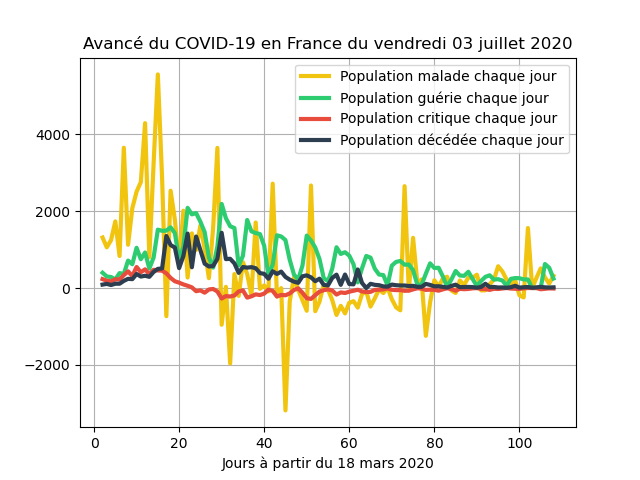 Avancé du COVID-19 en France du vendredi 03 juillet 2020
Population malade chaque jour
Population guérie chaque jour
Population critique chaque jour
Population décédée chaque jour
4000
2000
0
−2000
0 20 40 60 80 100
Jours à partir du 18 mars 2020